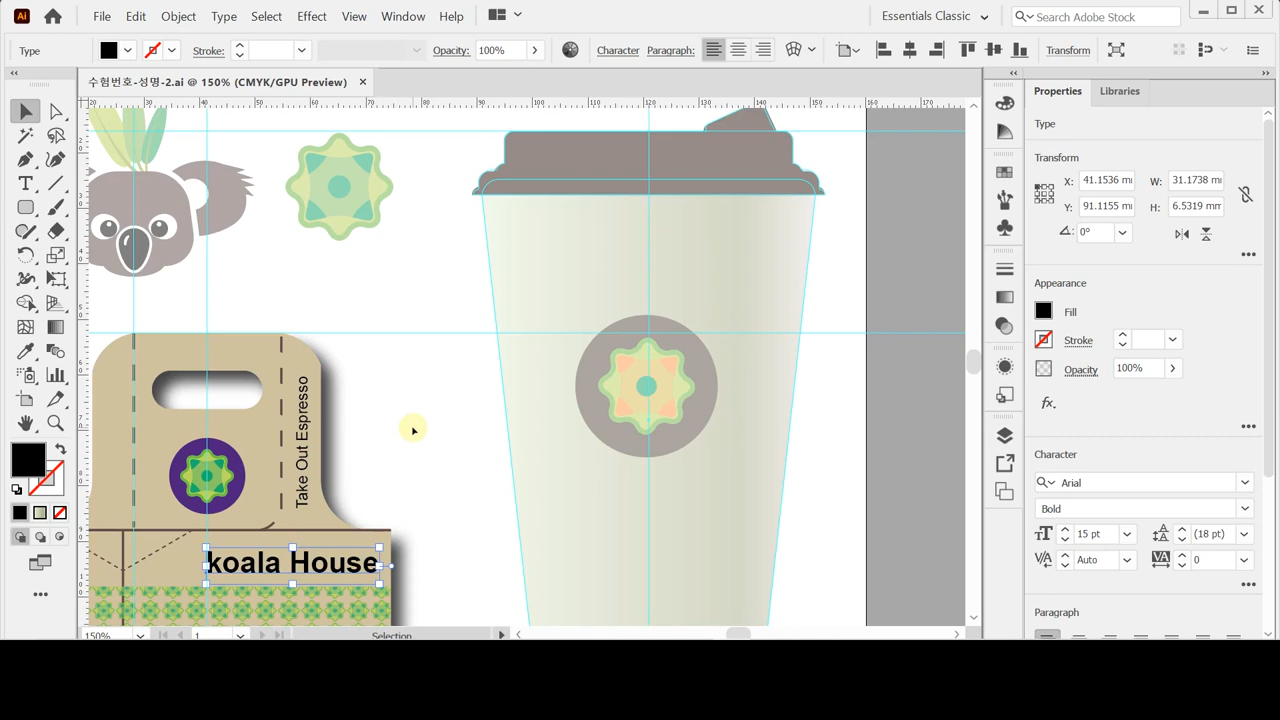 Ai File Edit Object Type Select Effect View Window Help Essentials Classic Search Adobe Stock
Type Stroke: Opacity: 100% Character Paragraph: Transform
수험번호-성명-2.ai @ 150% (CMYK/GPU Preview) ×
Properties Libraries
Type
Transform
X: 41.1536 m W: 31.1738 m
Y: 91.1155 m H: 6.5319 mm
0°
Appearance
Fill
Stroke
Opacity 100%
fx.
Character
Arial
Bold
15 pt (18 pt)
Auto 0
Paragraph
Take Out Espresso
koala House
150% 1 Selection